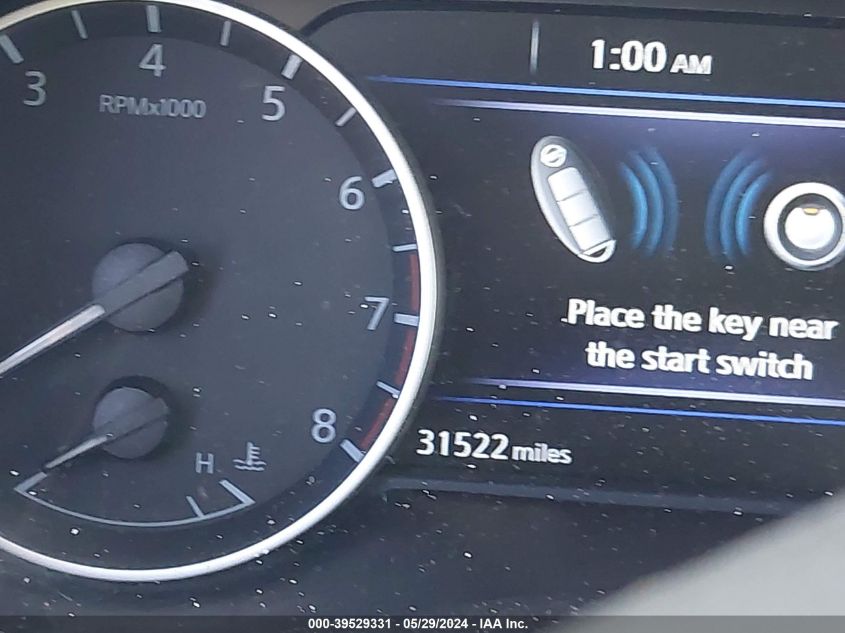 1:00 AM
3
4
5
6
7
8
RPMx1000
Place the key near
the start switch
31522 miles
H
000-39529331 - 05/29/2024 - IAA Inc.